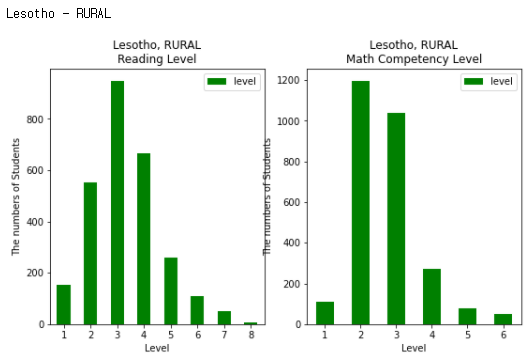 Lesotho - RURAL
Lesotho, RURAL
Reading Level
level
The numbers of Students
800
600
400
200
0
1 2 3 4 5 6 7 8
Level
Lesotho, RURAL
Math Competency Level
level
The numbers of Students
1200
1000
800
600
400
200
0
1 2 3 4 5 6
Level